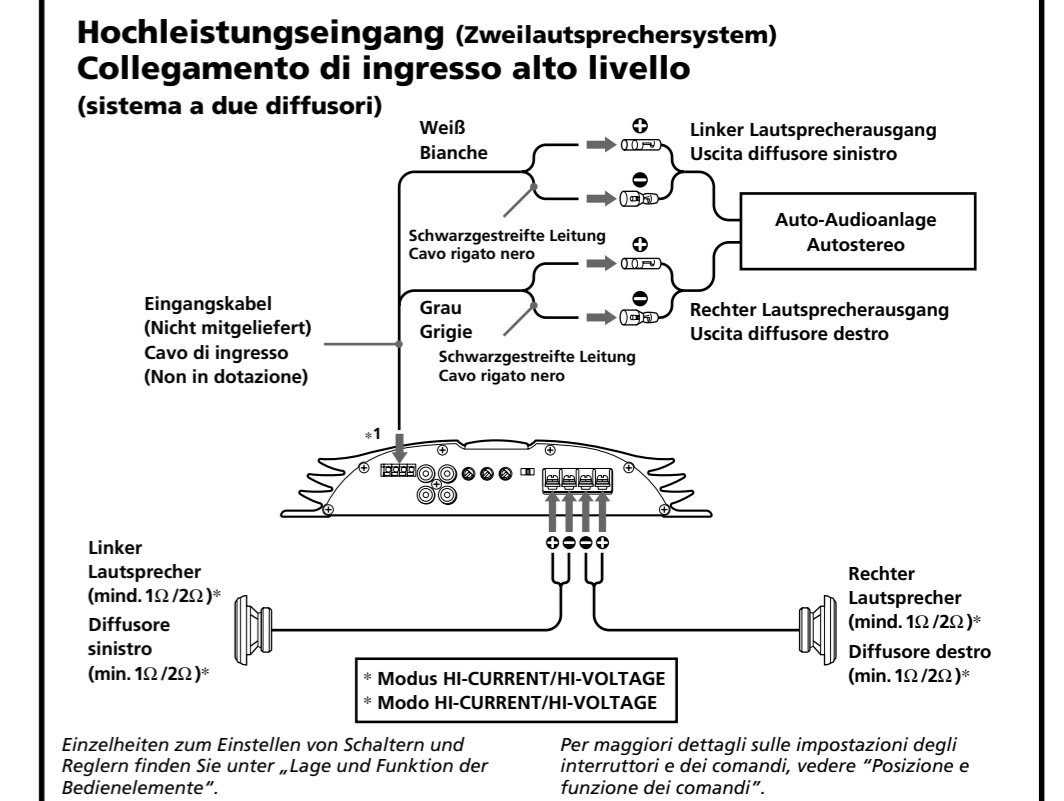 Hochleistungseingang (Zweilautsprechersystem)
Collegamento di ingresso alto livello
(sistema a due diffusori)
Weiß
Bianche
Linker Lautsprecherausgang
Uscita diffusore sinistro
Schwarzgestreifte Leitung
Cavo rigato nero
Auto-Audioanlage
Autostereo
Eingangskabel
(Nicht mitgeliefert)
Cavo di ingresso
(Non in dotazione)
Grau
Grigie
Rechter Lautsprecherausgang
Uscita diffusore destro
Schwarzgestreifte Leitung
Cavo rigato nero
*1
Linker
Lautsprecher
(mind. 1Ω /2Ω )*
Diffusore
sinistro
(min. 1Ω /2Ω )*
Rechter
Lautsprecher
(mind. 1Ω /2Ω )*
Diffusore destro
(min. 1Ω /2Ω )*
* Modus HI-CURRENT/HI-VOLTAGE
* Modo HI-CURRENT/HI-VOLTAGE
Einzelheiten zum Einstellen von Schaltern und
Reglern finden Sie unter „Lage und Funktion der
Bedienelemente“.
Per maggiori dettagli sulle impostazioni degli
interruttori e dei comandi, vedere “Posizione e
funzione dei comandi”.